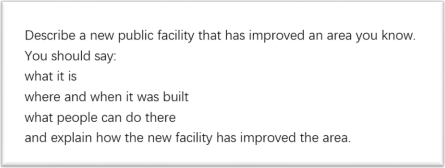 Describe a new public facility that has improved an area you know.
You should say:
what it is
where and when it was built
what people can do there
and explain how the new facility has improved the area.